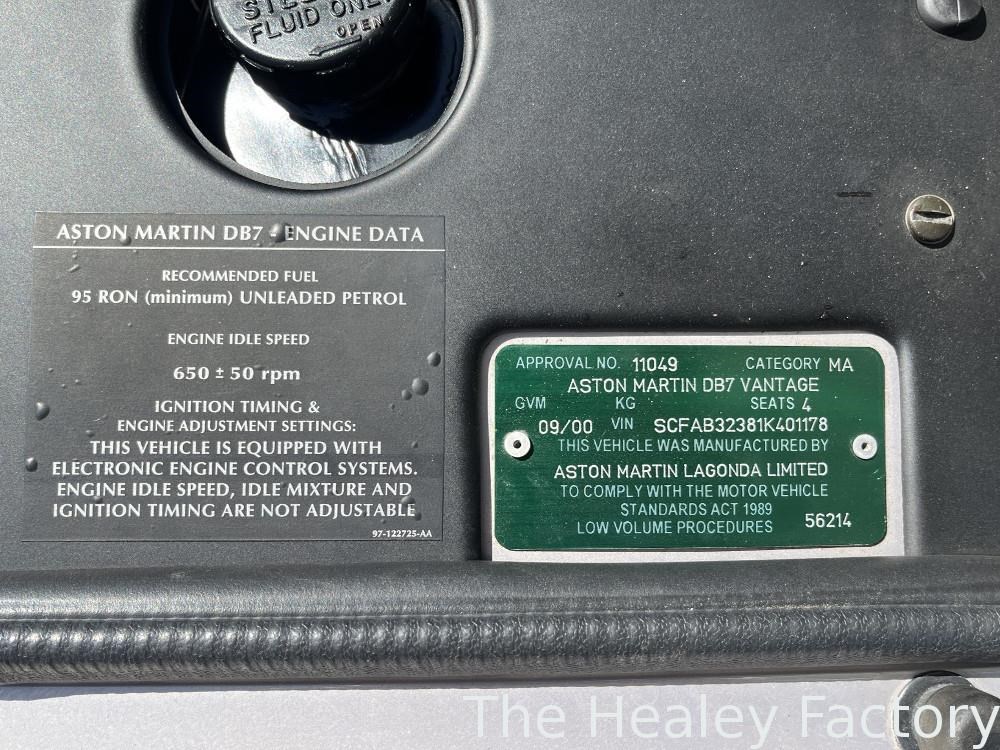 FLUID ONLY
OPEN
ASTON MARTIN DB7 - ENGINE DATA
RECOMMENDED FUEL
95 RON (minimum) UNLEADED PETROL
ENGINE IDLE SPEED
650 ± 50 rpm
IGNITION TIMING &
ENGINE ADJUSTMENT SETTINGS:
THIS VEHICLE IS EQUIPPED WITH
ELECTRONIC ENGINE CONTROL SYSTEMS.
ENGINE IDLE SPEED, IDLE MIXTURE AND
IGNITION TIMING ARE NOT ADJUSTABLE
97-122725-AA
APPROVAL NO. 11049 CATEGORY MA
ASTON MARTIN DB7 VANTAGE
GVM KG SEATS 4
09/00 VIN SCFAB32381K401178
THIS VEHICLE WAS MANUFACTURED BY
ASTON MARTIN LAGONDA LIMITED
TO COMPLY WITH THE MOTOR VEHICLE
STANDARDS ACT 1989
LOW VOLUME PROCEDURES 56214
The Healey Factory